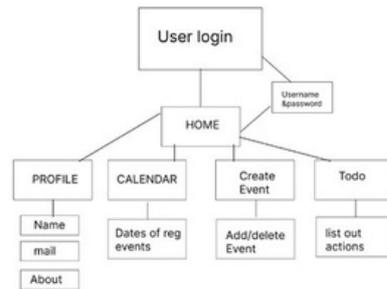 User login
Username
&password
HOME
PROFILE
CALENDAR
Create
Event
Todo
Name
mail
About
Dates of reg
events
Add/delete
Event
list out
actions